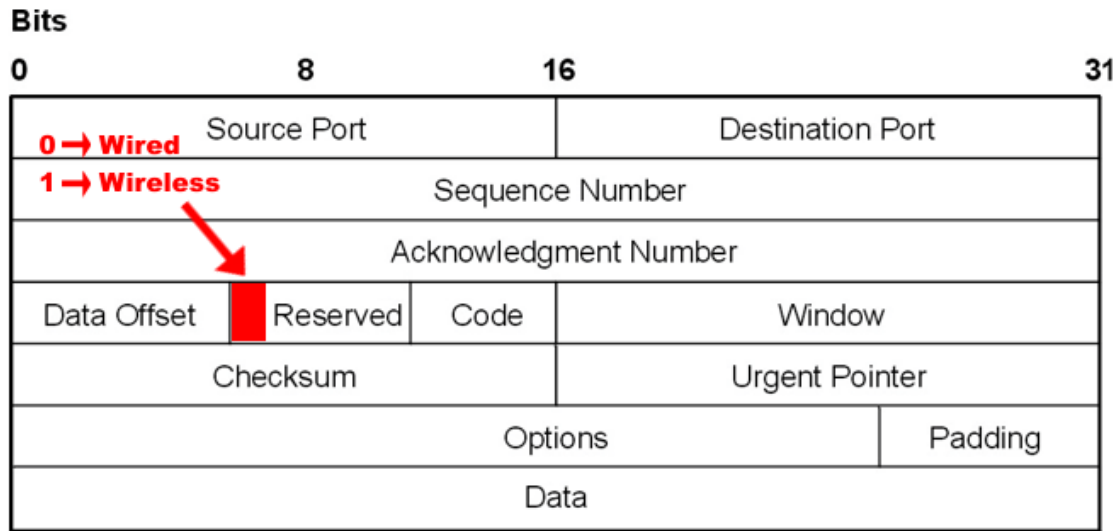 Bits
0 8 16 31
Source Port Destination Port
0 → Wired
1 → Wireless
Sequence Number
Acknowledgment Number
Data Offset Reserved Code Window
Checksum Urgent Pointer
Options Padding
Data